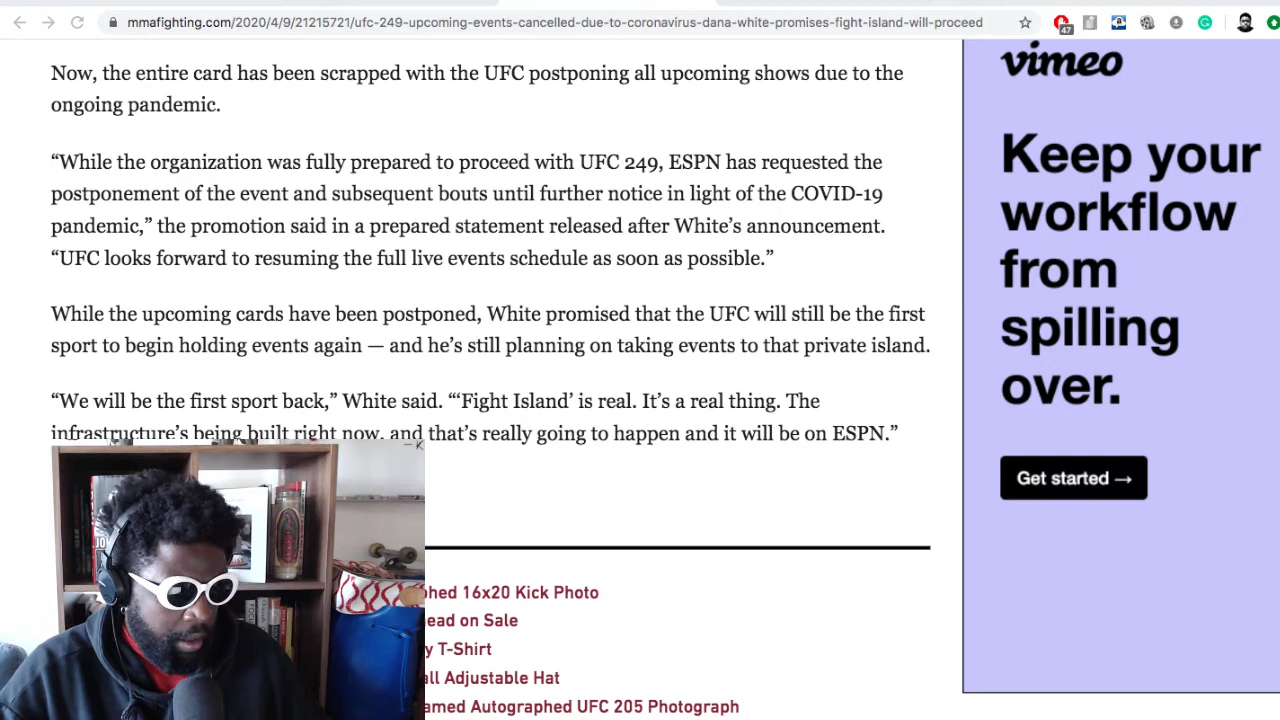 mmafighting.com/2020/4/9/21215721/ufc-249-upcoming-events-cancelled-due-to-coronavirus-dana-white-promises-fight-island-will-proceed
47
Now, the entire card has been scrapped with the UFC postponing all upcoming shows due to the
ongoing pandemic.
“While the organization was fully prepared to proceed with UFC 249, ESPN has requested the
postponement of the event and subsequent bouts until further notice in light of the COVID-19
pandemic,” the promotion said in a prepared statement released after White’s announcement.
“UFC looks forward to resuming the full live events schedule as soon as possible.”
While the upcoming cards have been postponed, White promised that the UFC will still be the first
sport to begin holding events again — and he’s still planning on taking events to that private island.
“We will be the first sport back,” White said. “‘Fight Island’ is real. It’s a real thing. The
infrastructure’s being built right now, and that’s really going to happen and it will be on ESPN.”
phed 16x20 Kick Photo
ead on Sale
y T-Shirt
all Adjustable Hat
amed Autographed UFC 205 Photograph
vimeo
Keep your
workflow
from
spilling
over.
Get started →